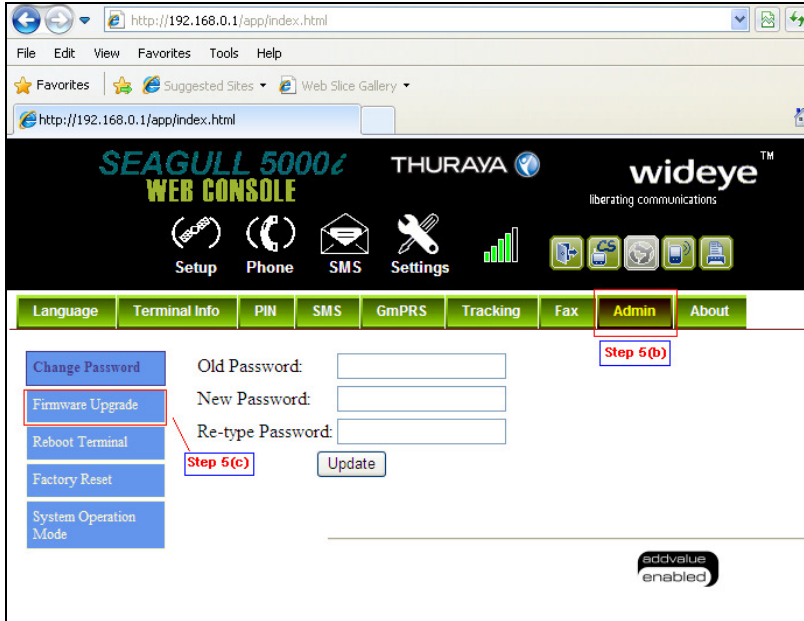 http://192.168.0.1/app/index.html
File Edit View Favorites Tools Help
Favorites Suggested Sites Web Slice Gallery
http://192.168.0.1/app/index.html
SEAGULL 5000i
WEB CONSOLE
THURAYA
wideye™
liberating communications
Setup Phone SMS Settings
CS
Language Terminal Info PIN SMS GmPRS Tracking Fax Admin About
Step 5(b)
Change Password
Firmware Upgrade
Reboot Terminal
Factory Reset
System Operation
Mode
Old Password:
New Password:
Re-type Password:
Step 5(c)
Update
addvalue
enabled